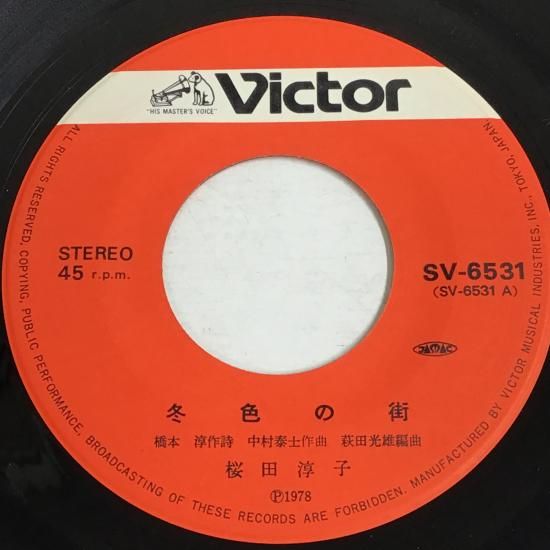 Victor
"HIS MASTER'S VOICE"
STEREO
45 r.p.m.
SV-6531
(SV-6531 A)
JASRAC
冬色の街
橋本 淳作詩 中村泰士作曲 萩田光雄編曲
桜田淳子
Ⓟ1978
ALL RIGHTS RESERVED, COPYING, PUBLIC PERFORMANCE, BROADCASTING OF THESE RECORDS ARE FORBIDDEN. MANUFACTURED BY VICTOR MUSICAL INDUSTRIES, INC., TOKYO, JAPAN.